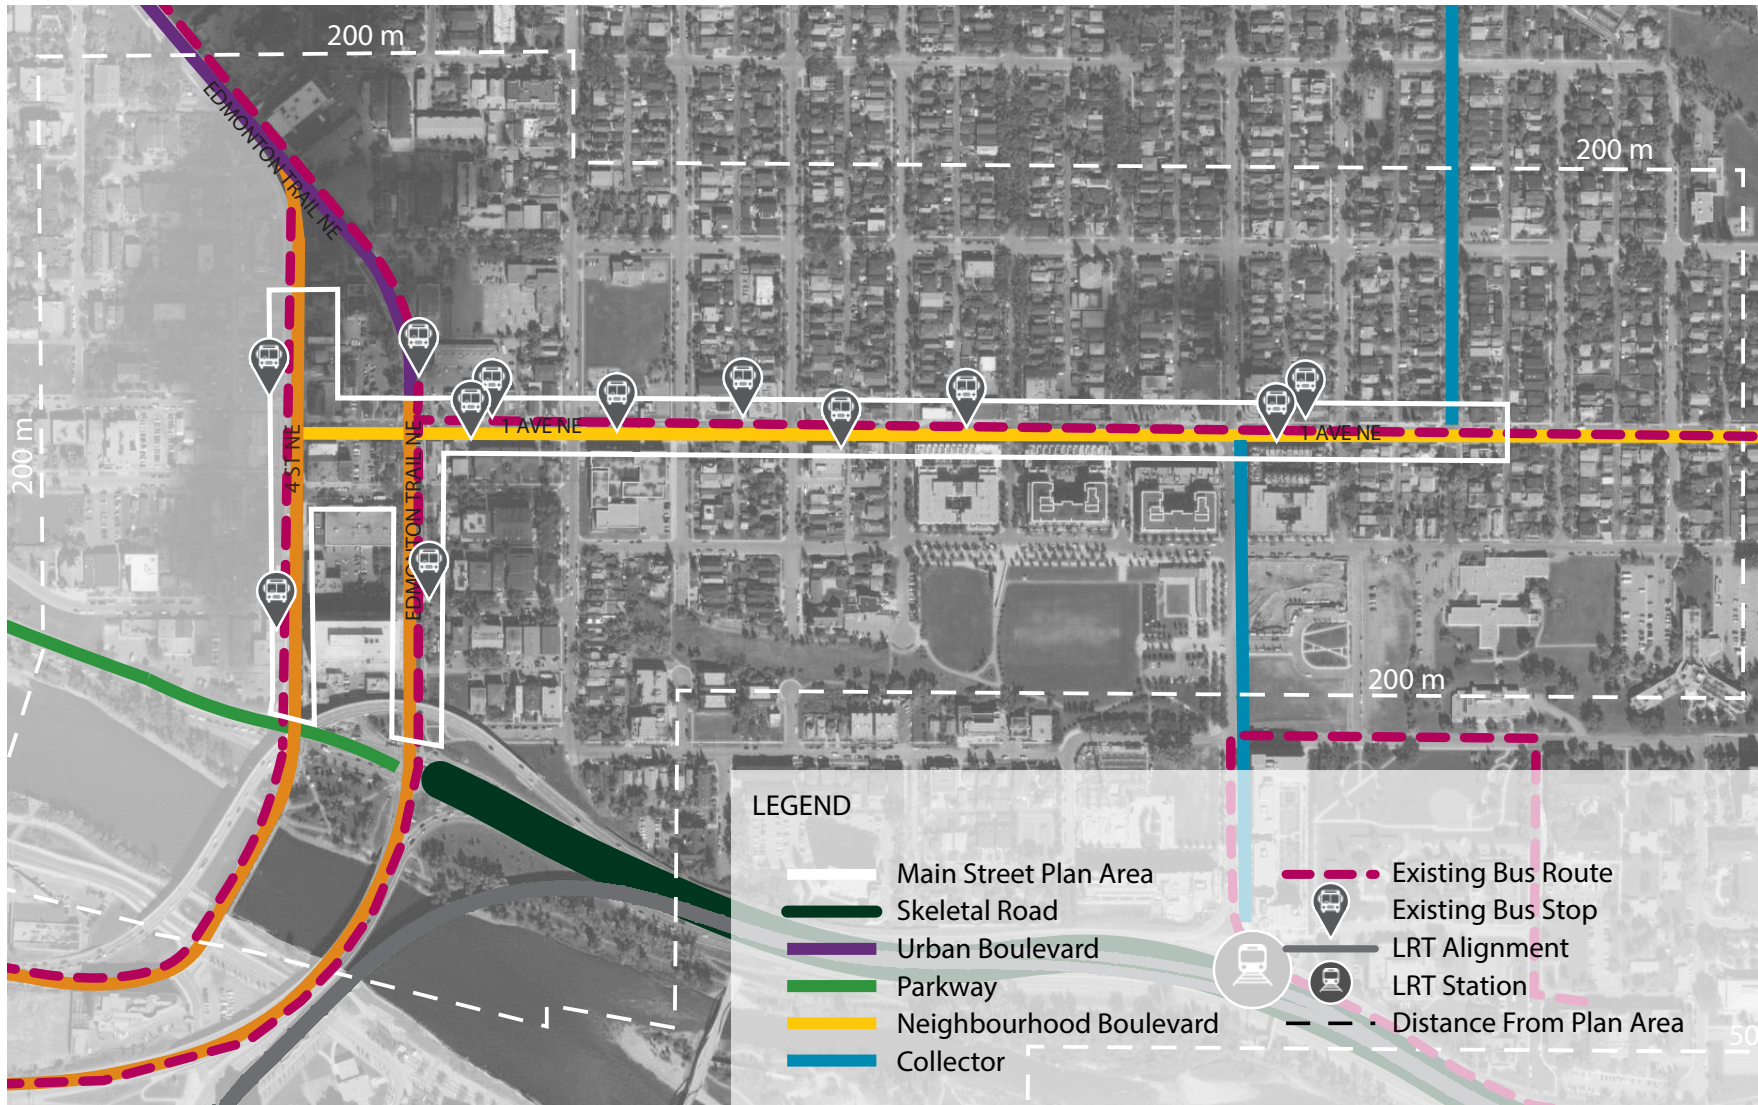 200 m
EDMONTON TRAIL NE
200 m
200 m
4 ST NE
EDMONTON TRAIL NE
1 AVE NE
1 AVE NE
200 m
LEGEND
Main Street Plan Area
Skeletal Road
Urban Boulevard
Parkway
Neighbourhood Boulevard
Collector
Existing Bus Route
Existing Bus Stop
LRT Alignment
LRT Station
Distance From Plan Area
50